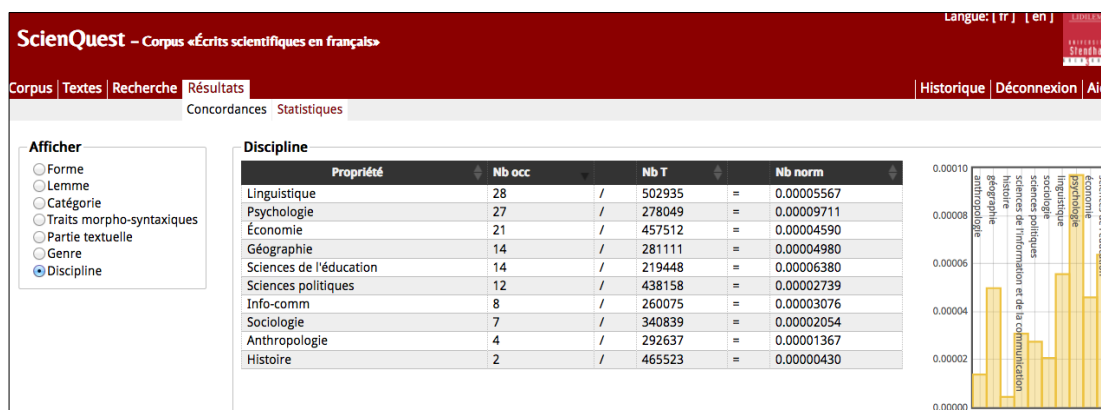 Langue: [ fr ] [ en ]
ScienQuest – Corpus «Écrits scientifiques en français»
LIDILEM
Stendha
Corpus Textes Recherche Résultats
Historique Déconnexion Ai
Concordances Statistiques
Afficher
Forme
Lemme
Catégorie
Traits morpho-syntaxiques
Partie textuelle
Genre
Discipline
Discipline
Propriété Nb occ Nb T Nb norm
Linguistique 28 / 502935 = 0.00005567
Psychologie 27 / 278049 = 0.00009711
Économie 21 / 457512 = 0.00004590
Géographie 14 / 281111 = 0.00004980
Sciences de l'éducation 14 / 219448 = 0.00006380
Sciences politiques 12 / 438158 = 0.00002739
Info-comm 8 / 260075 = 0.00003076
Sociologie 7 / 340839 = 0.00002054
Anthropologie 4 / 292637 = 0.00001367
Histoire 2 / 465523 = 0.00000430
0.00010
0.00008
0.00006
0.00004
0.00002
0.00000
anthropologie
géographie
histoire
sciences de l'information et de la communication
sciences politiques
sociologie
linguistique
psychologie
économie